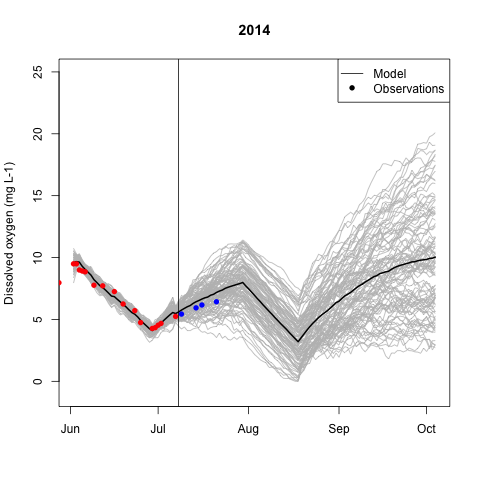 2014
Model
Observations
Dissolved oxygen (mg L-1)
25
20
15
10
5
0
Jun
Jul
Aug
Sep
Oct